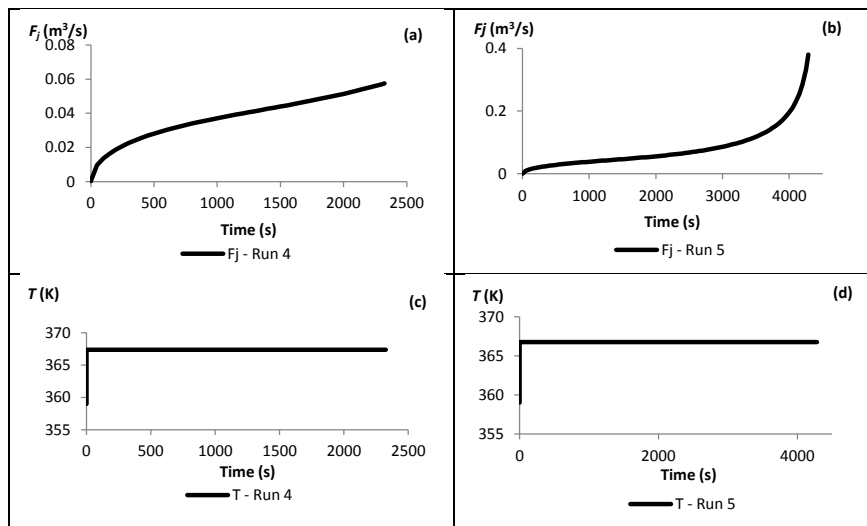 Fj (m³/s)
(a)
0.08
0.06
0.04
0.02
0
0 500 1000 1500 2000 2500
Time (s)
Fj - Run 4
Fj (m³/s)
(b)
0.4
0.2
0
0 1000 2000 3000 4000
Time (s)
Fj - Run 5
T (K)
(c)
370
365
360
355
0 500 1000 1500 2000 2500
Time (s)
T - Run 4
T (K)
(d)
370
365
360
355
0 2000 4000
Time (s)
T - Run 5